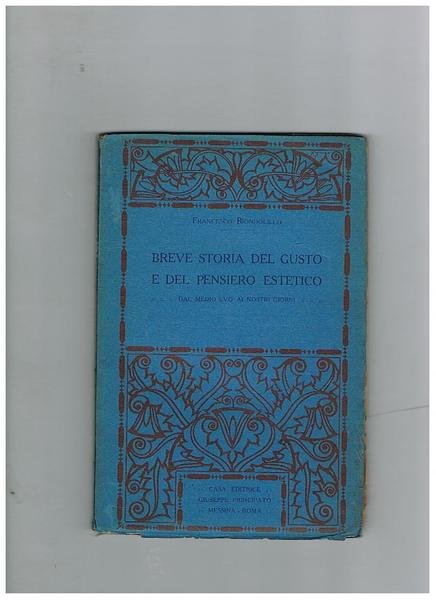 FRANCESCO BIONDOLILLO
BREVE STORIA DEL GUSTO
E DEL PENSIERO ESTETICO
DAL MEDIO EVO AI NOSTRI GIORNI
CASA EDITRICE
GIUSEPPE PRINCIPATO
MESSINA - ROMA